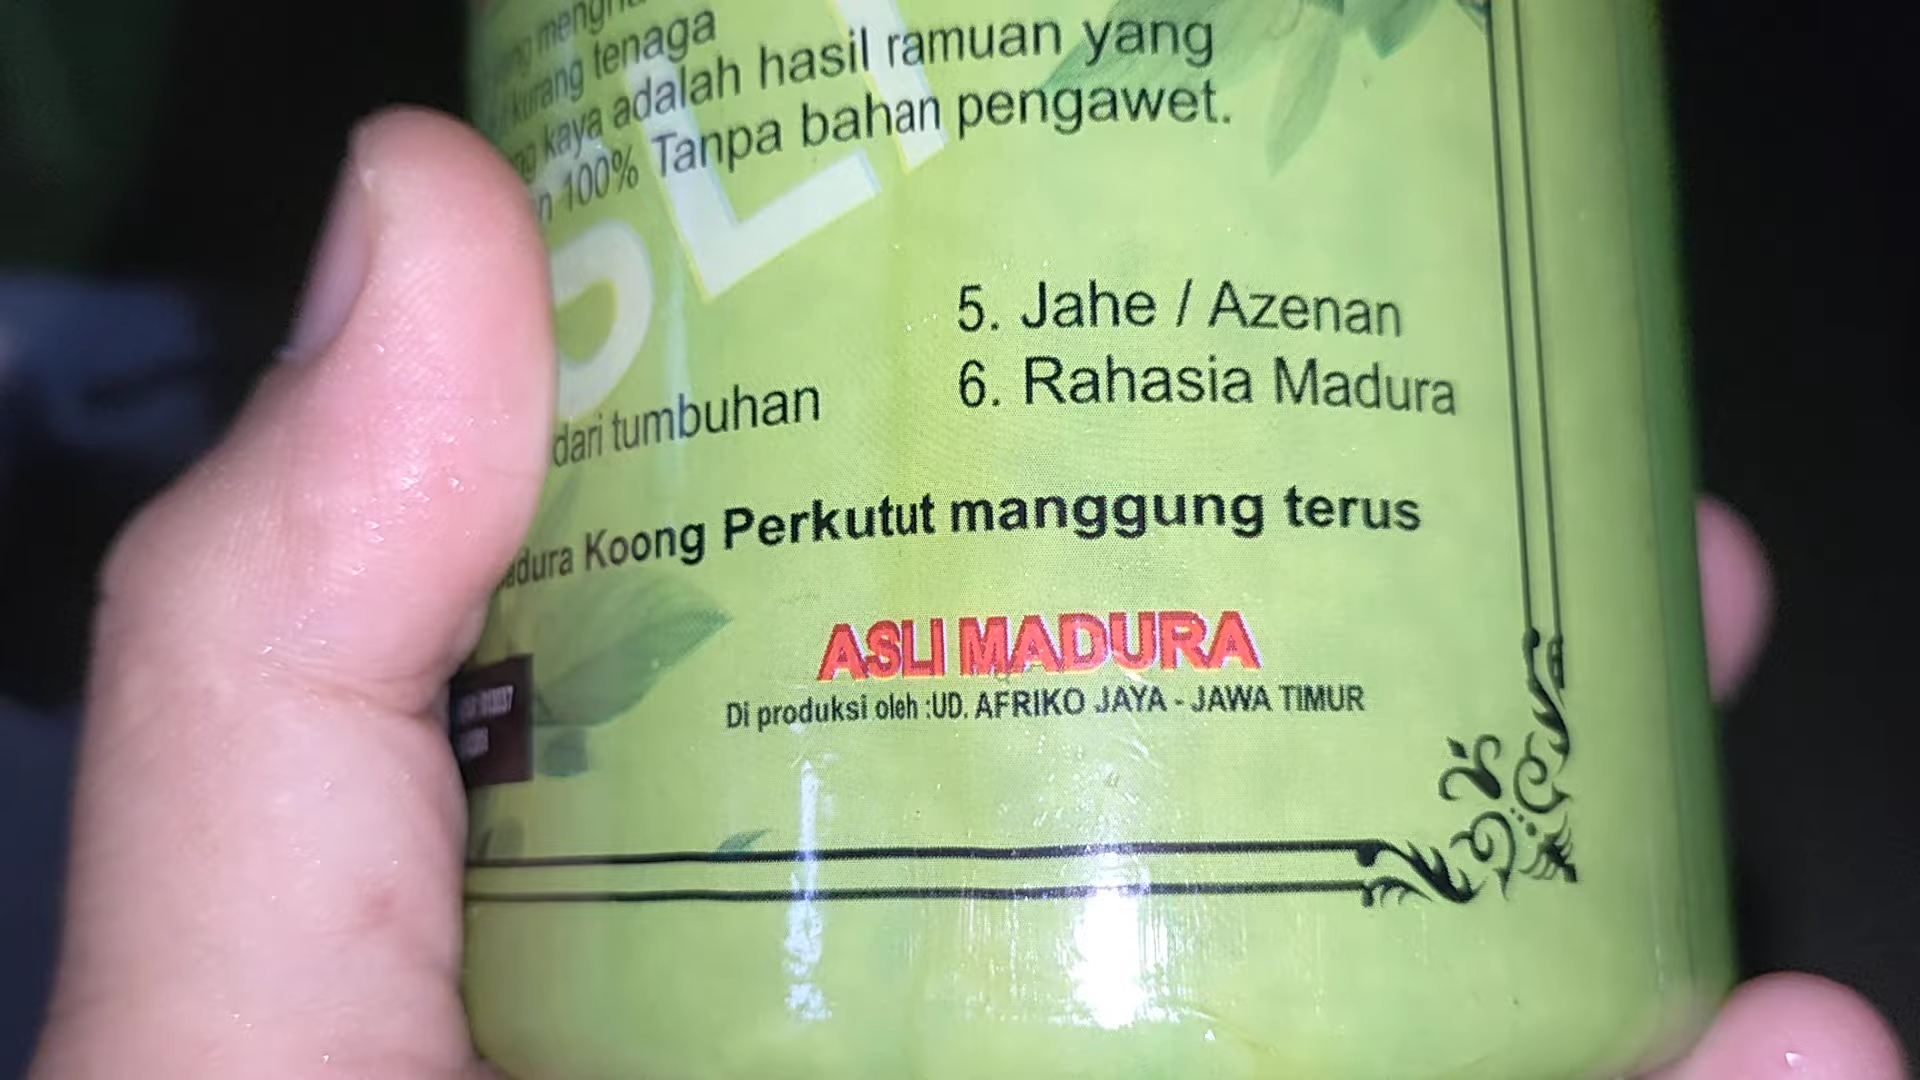 kurang tenaga
kaya adalah hasil ramuan yang
100% Tanpa bahan pengawet.
5. Jahe / Azenan
6. Rahasia Madura
dari tumbuhan
Koong Perkutut manggung terus
ASLI MADURA
Di produksi oleh :UD. AFRIKO JAYA - JAWA TIMUR